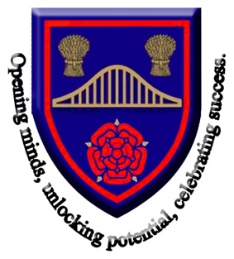 Opening minds, unlocking potential, celebrating success.